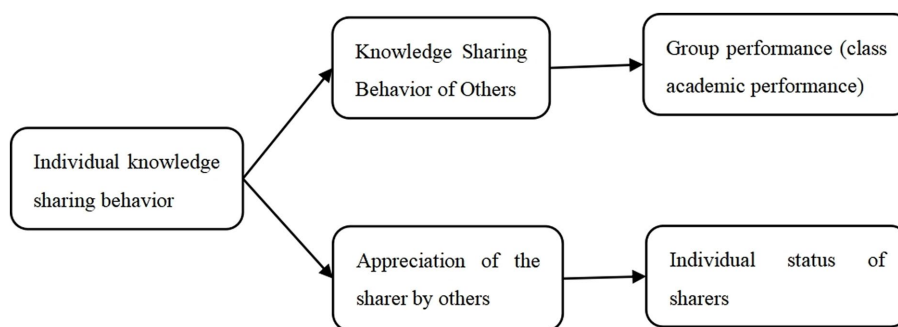 Knowledge Sharing
Behavior of Others
Group performance (class
academic performance)
Individual knowledge
sharing behavior
Appreciation of the
sharer by others
Individual status of
sharers